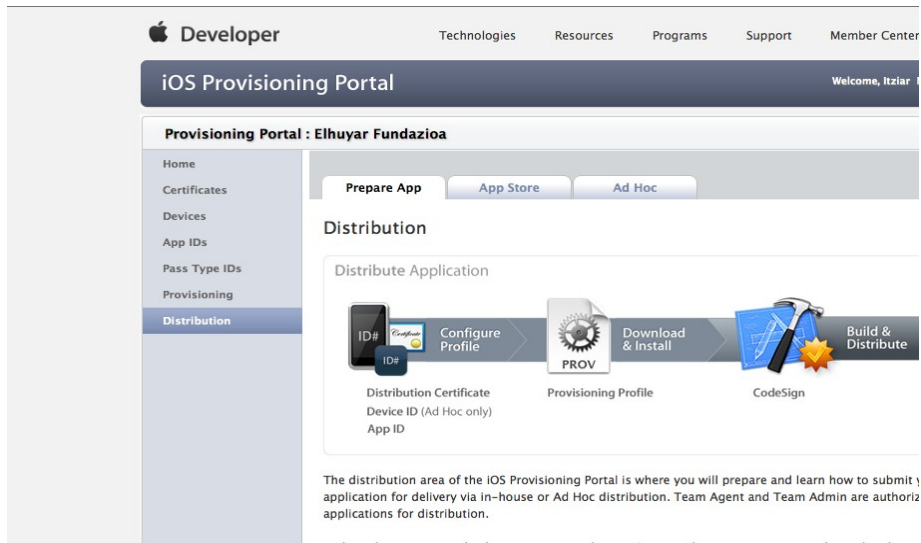 Developer
Technologies Resources Programs Support Member Center
iOS Provisioning Portal
Welcome, Itziar
Provisioning Portal : Elhuyar Fundazioa
Home
Certificates
Devices
App IDs
Pass Type IDs
Provisioning
Distribution
Prepare App App Store Ad Hoc
Distribution
Distribute Application
ID#
Certificate
ID#
Configure
Profile
PROV
Download
& Install
Build &
Distribute
Distribution Certificate
Device ID (Ad Hoc only)
App ID
Provisioning Profile
CodeSign
The distribution area of the iOS Provisioning Portal is where you will prepare and learn how to submit
application for delivery via in-house or Ad Hoc distribution. Team Agent and Team Admin are
applications for distribution.